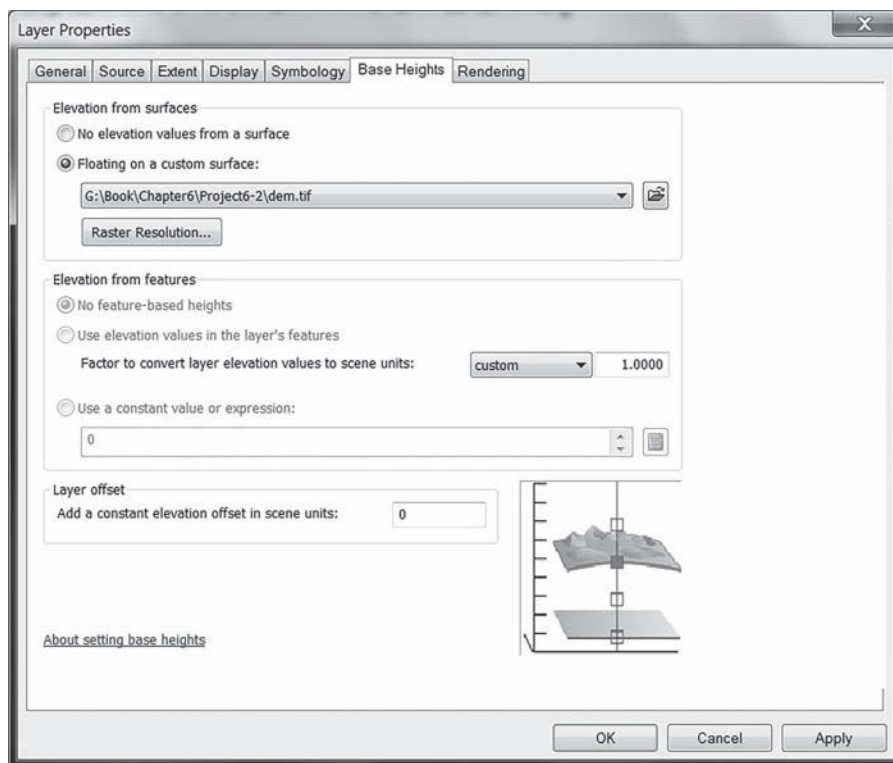 Layer Properties
X
General Source Extent Display Symbology Base Heights Rendering
Elevation from surfaces
No elevation values from a surface
Floating on a custom surface:
G:\Book\Chapter6\Project6-2\dem.tif
Raster Resolution...
Elevation from features
No feature-based heights
Use elevation values in the layer's features
Factor to convert layer elevation values to scene units: custom 1.0000
Use a constant value or expression:
0
Layer offset
Add a constant elevation offset in scene units: 0
About setting base heights
OK Cancel Apply